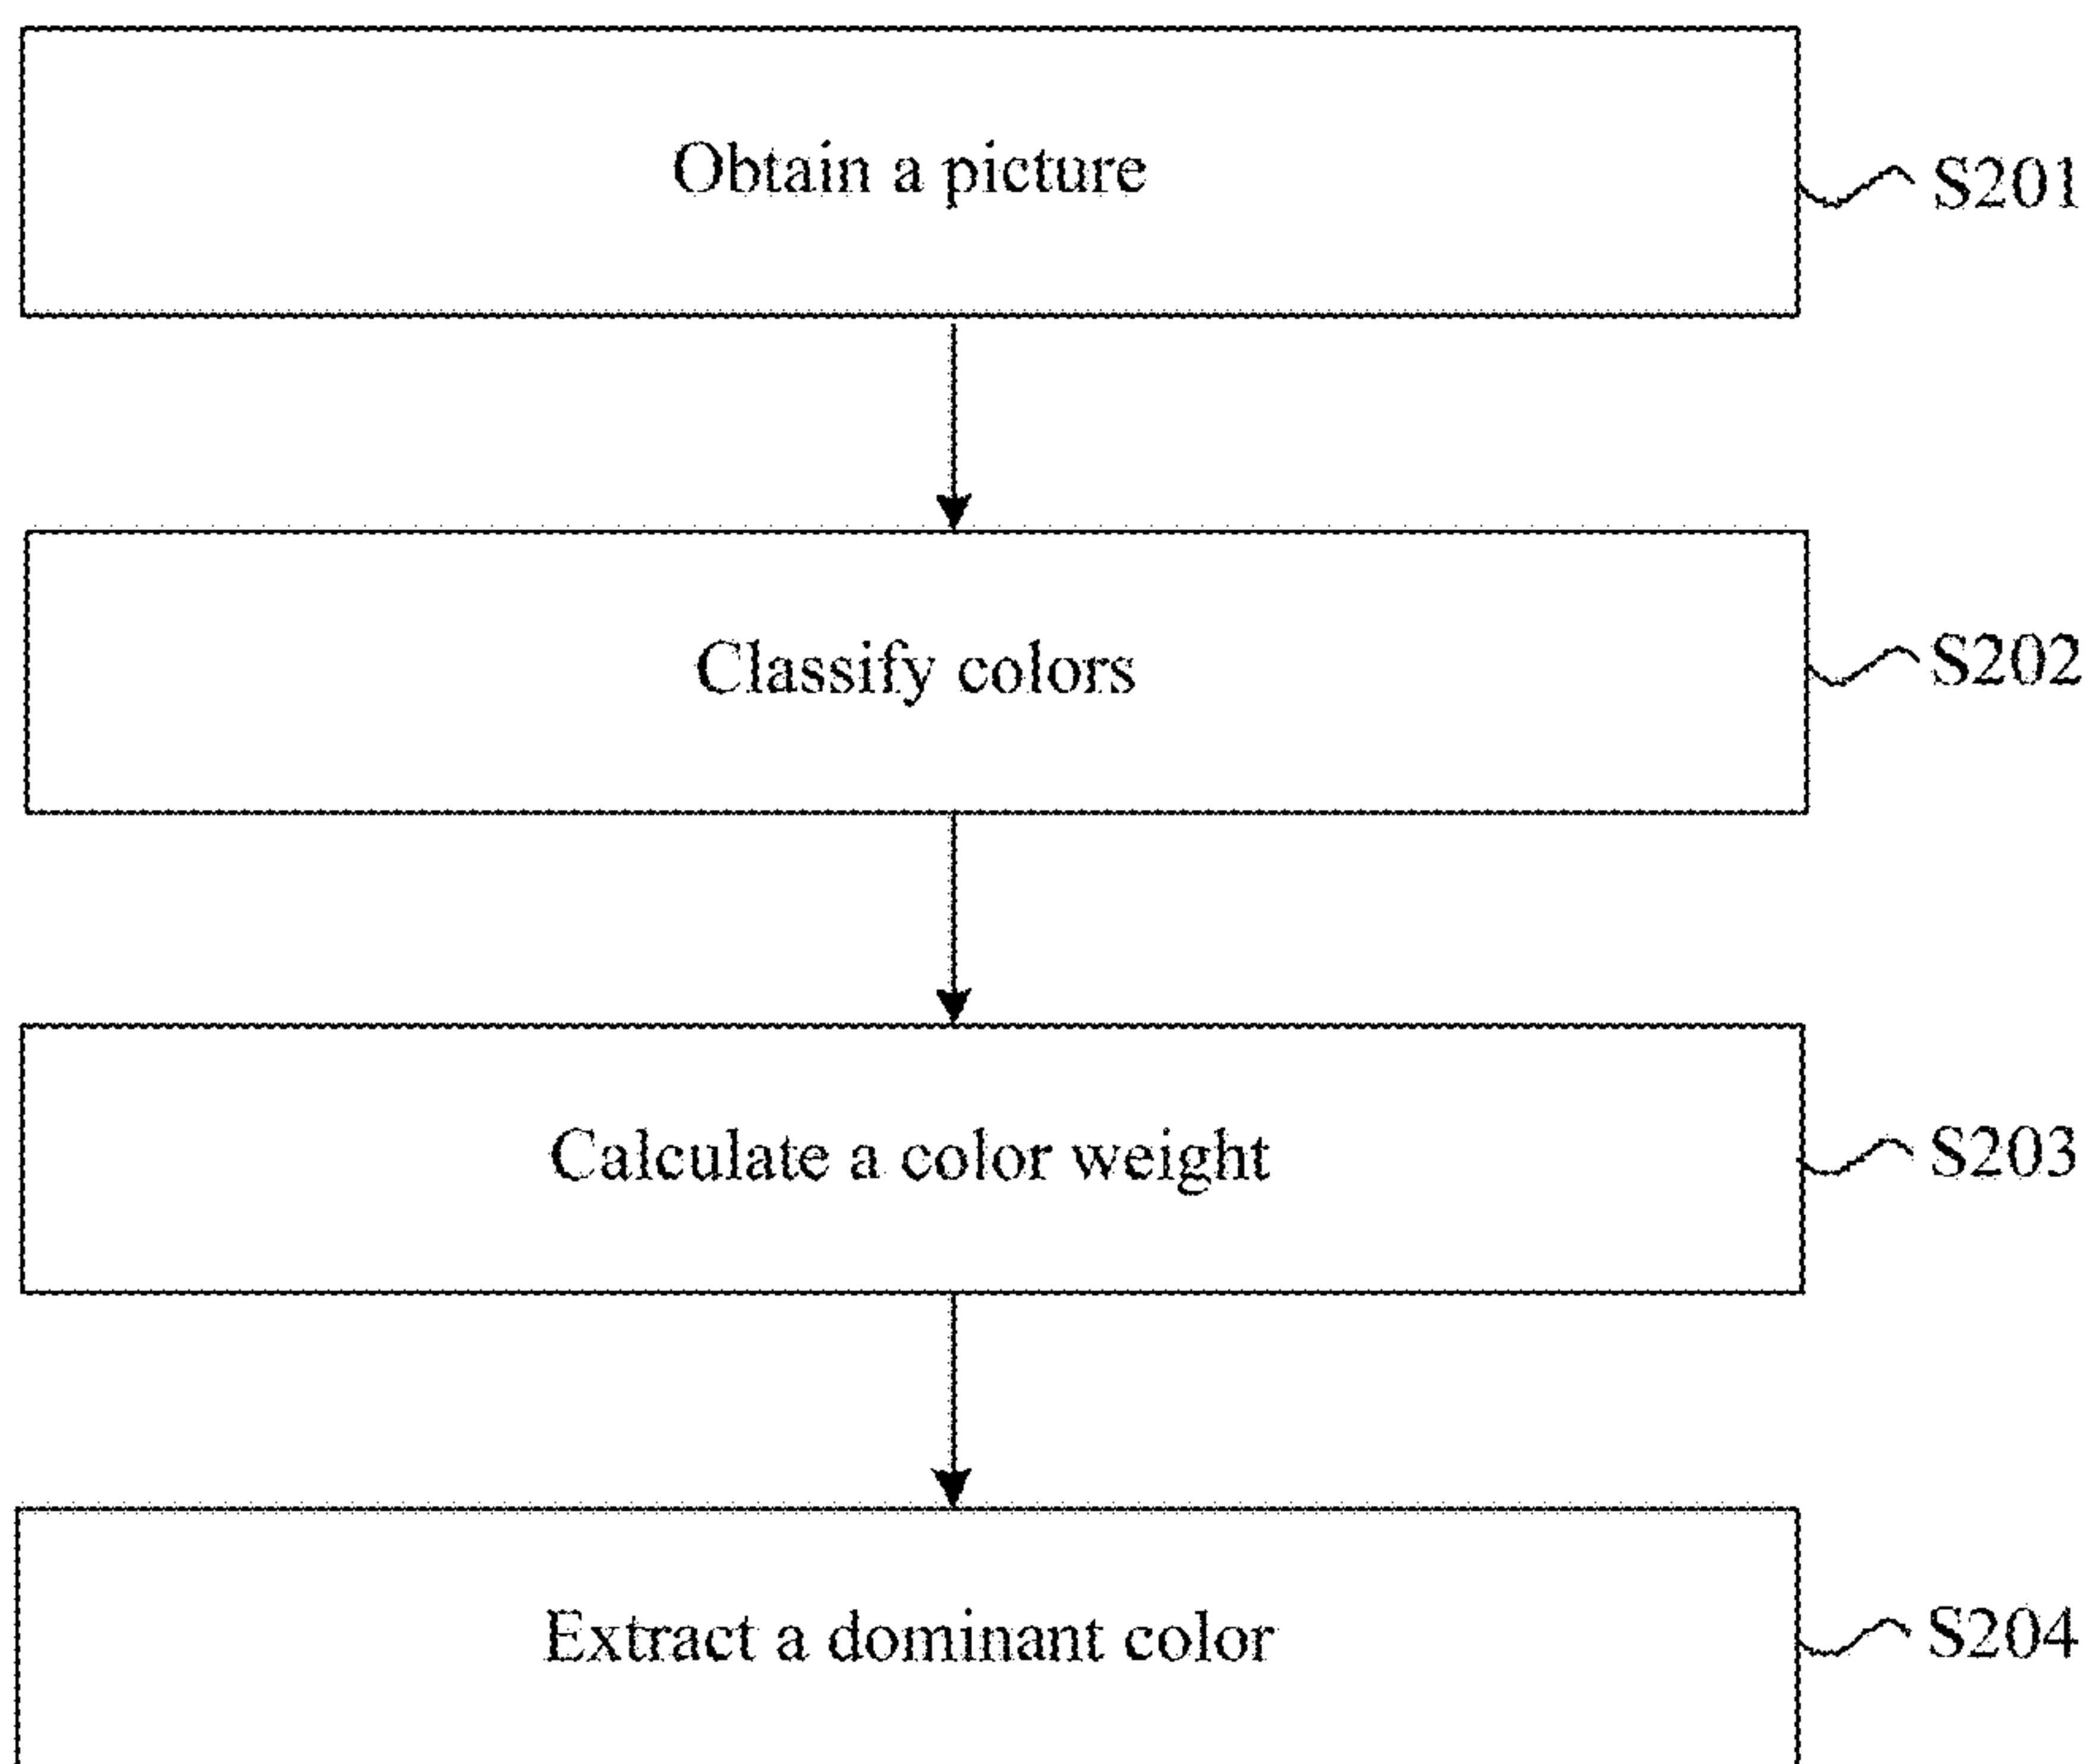 Obtain a picture
S201
Classify colors
S202
Calculate a color weight
S203
Extract a dominant color
S204